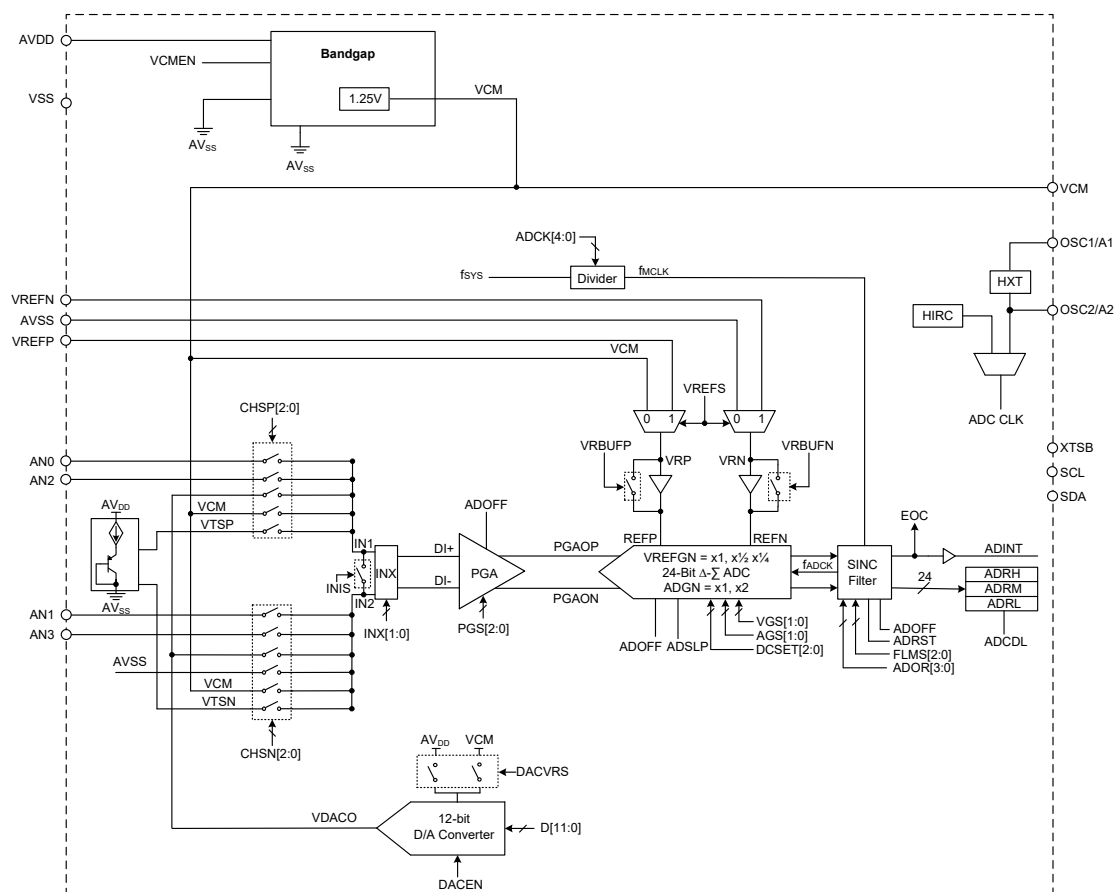 AVDD
Bandgap
VCMEN
1.25V
VCM
VSS
AVSS
AVSS
VCM
ADCK[4:0]
OSC1/A1
fSYS
Divider
fMCLK
HXT
VREFN
OSC2/A2
AVSS
HIRC
VREFP
VCM
VREFS
CHSP[2:0]
0 1
0 1
ADC CLK
VRBUFP
VRP
VRN
VRBUFN
XTSB
AN0
SCL
AN2
SDA
AVDD
ADOFF
VCM
VTSP
EOC
IN1
DI+
PGAOP
REFP
REFN
VREFGN = x1, x½ x¼
24-Bit Δ-∑ ADC
ADGN = x1, x2
fADCK
SINC
Filter
ADINT
INX
PGA
24
ADRH
ADRM
ADRL
INIS
IN2
DI-
PGAON
AVSS
AN1
INX[1:0]
PGS[2:0]
ADOFF
ADSLP
VGS[1:0]
AGS[1:0]
DCSET[2:0]
ADOFF
ADRST
FLMS[2:0]
ADOR[3:0]
ADCDL
AN3
AVSS
VCM
VTSN
CHSN[2:0]
AVDD
VCM
DACVRS
VDACO
12-bit
D/A Converter
D[11:0]
DACEN